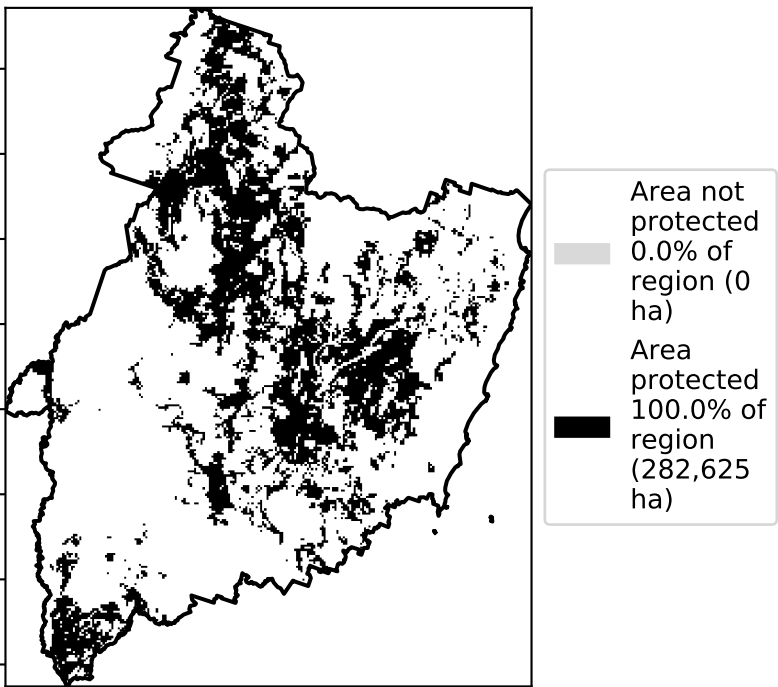 Area not
protected
0.0% of
region (0
ha)
Area
protected
100.0% of
region
(282,625
ha)